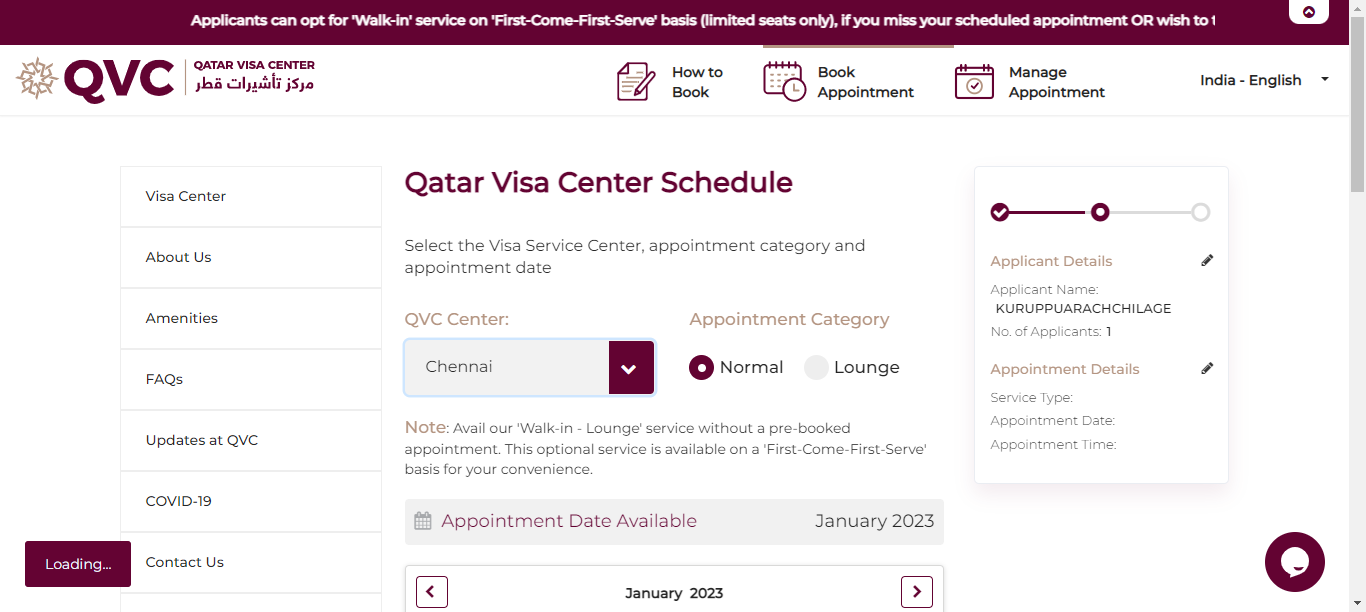 Applicants can opt for 'Walk-in' service on 'First-Come-First-Serve' basis (limited seats only), if you miss your scheduled appointment OR wish to
QVC
QATAR VISA CENTER
مركز تأشيرات قطر
How to
Book
Book
Appointment
Manage
Appointment
India - English
Visa Center
About Us
Amenities
FAQs
Updates at QVC
COVID-19
Contact Us
Loading...
Qatar Visa Center Schedule
Select the Visa Service Center, appointment category and
appointment date
QVC Center:
Appointment Category
Chennai
Normal
Lounge
Note: Avail our 'Walk-in - Lounge' service without a pre-booked
appointment. This optional service is available on a 'First-Come-First-Serve'
basis for your convenience.
Appointment Date Available
January 2023
January 2023
Applicant Details
Applicant Name:
KURUPPUARACHCHILAGE
No. of Applicants: 1
Appointment Details
Service Type:
Appointment Date:
Appointment Time: